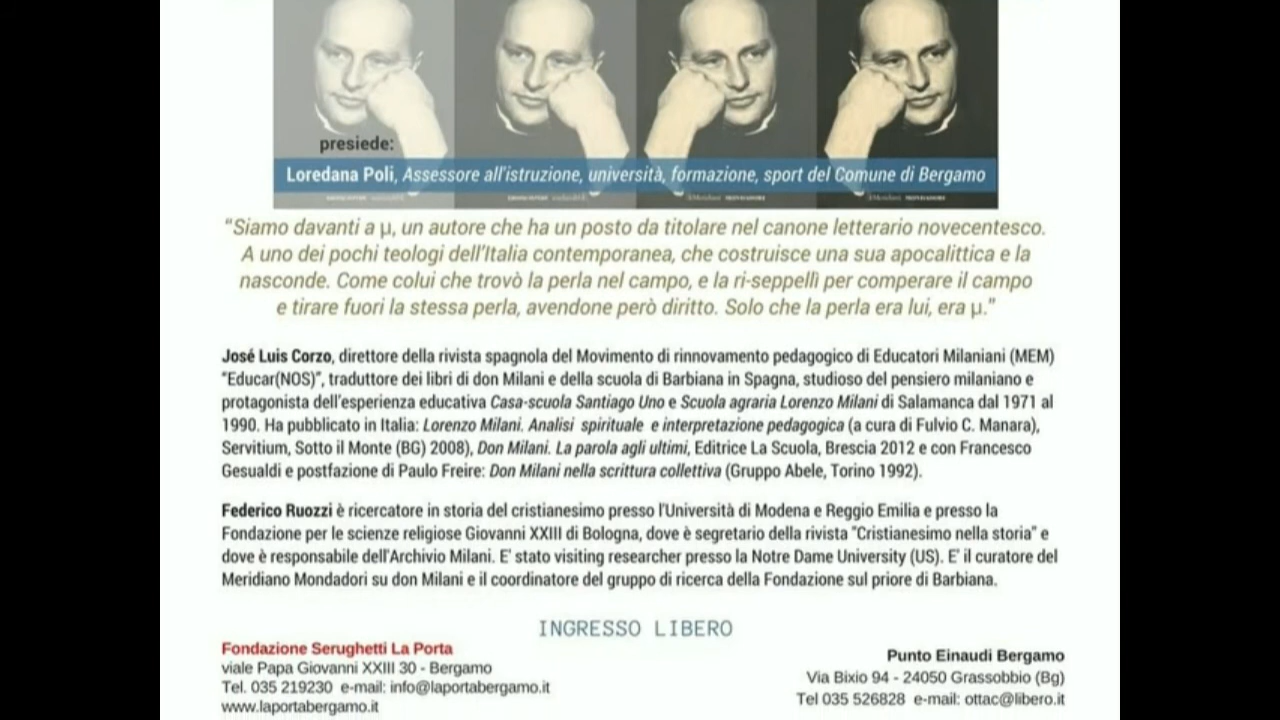 presiede:
Loredana Poli, Assessore all'istruzione, università, formazione, sport del Comune di Bergamo
“Siamo davanti a µ, un autore che ha un posto da titolare nel canone letterario novecentesco.
A uno dei pochi teologi dell’Italia contemporanea, che costruisce una sua apocalittica e la
nasconde. Come colui che trovò la perla nel campo, e la ri-seppellì per comperare il campo
e tirare fuori la stessa perla, avendone però diritto. Solo che la perla era lui, era µ.”
José Luis Corzo, direttore della rivista spagnola del Movimento di rinnovamento pedagogico di Educatori Milaniani (MEM)
"Educar(NOS)", traduttore dei libri di don Milani e della scuola di Barbiana in Spagna, studioso del pensiero milaniano e
protagonista dell'esperienza educativa Casa-scuola Santiago Uno e Scuola agraria Lorenzo Milani di Salamanca dal 1971 al
1990. Ha pubblicato in Italia: Lorenzo Milani. Analisi spirituale e interpretazione pedagogica (a cura di Fulvio C. Manara),
Servitium, Sotto il Monte (BG) 2008), Don Milani. La parola agli ultimi, Editrice La Scuola, Brescia 2012 e con Francesco
Gesualdi e postfazione di Paulo Freire: Don Milani nella scrittura collettiva (Gruppo Abele, Torino 1992).
Federico Ruozzi è ricercatore in storia del cristianesimo presso l'Università di Modena e Reggio Emilia e presso la
Fondazione per le scienze religiose Giovanni XXIII di Bologna, dove è segretario della rivista "Cristianesimo nella storia" e
dove è responsabile dell'Archivio Milani. E' stato visiting researcher presso la Notre Dame University (US). E' il curatore del
Meridiano Mondadori su don Milani e il coordinatore del gruppo di ricerca della Fondazione sul priore di Barbiana.
INGRESSO LIBERO
Fondazione Serughetti La Porta
viale Papa Giovanni XXIII 30 - Bergamo
Tel. 035 219230 e-mail: info@laportabergamo.it
www.laportabergamo.it
Punto Einaudi Bergamo
Via Bixio 94 - 24050 Grassobbio (Bg)
Tel 035 526828 e-mail: ottac@libero.it